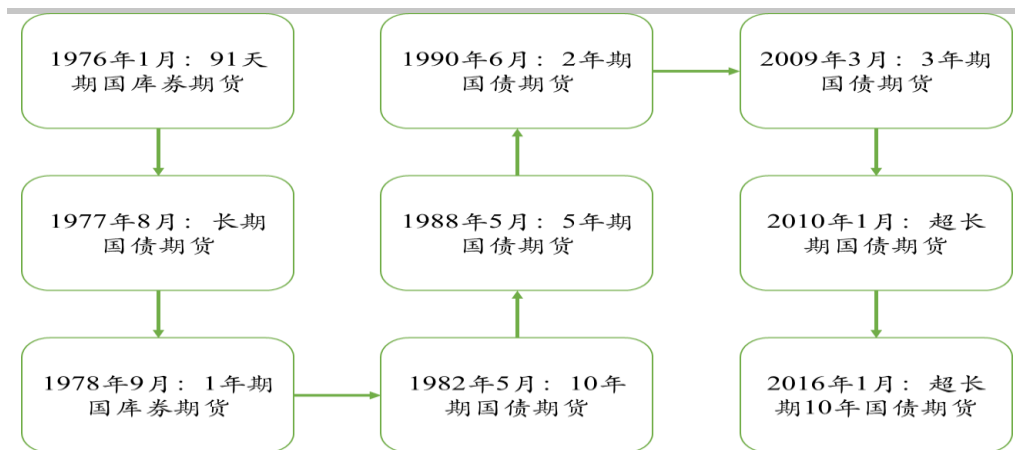 1976年1月：91天
期国库券期货
1977年8月：长期
国债期货
1978年9月：1年期
国库券期货
1982年5月：10年
期国债期货
1988年5月：5年期
国债期货
1990年6月：2年期
国债期货
2009年3月：3年期
国债期货
2010年1月：超长
期国债期货
2016年1月：超长
期10年国债期货